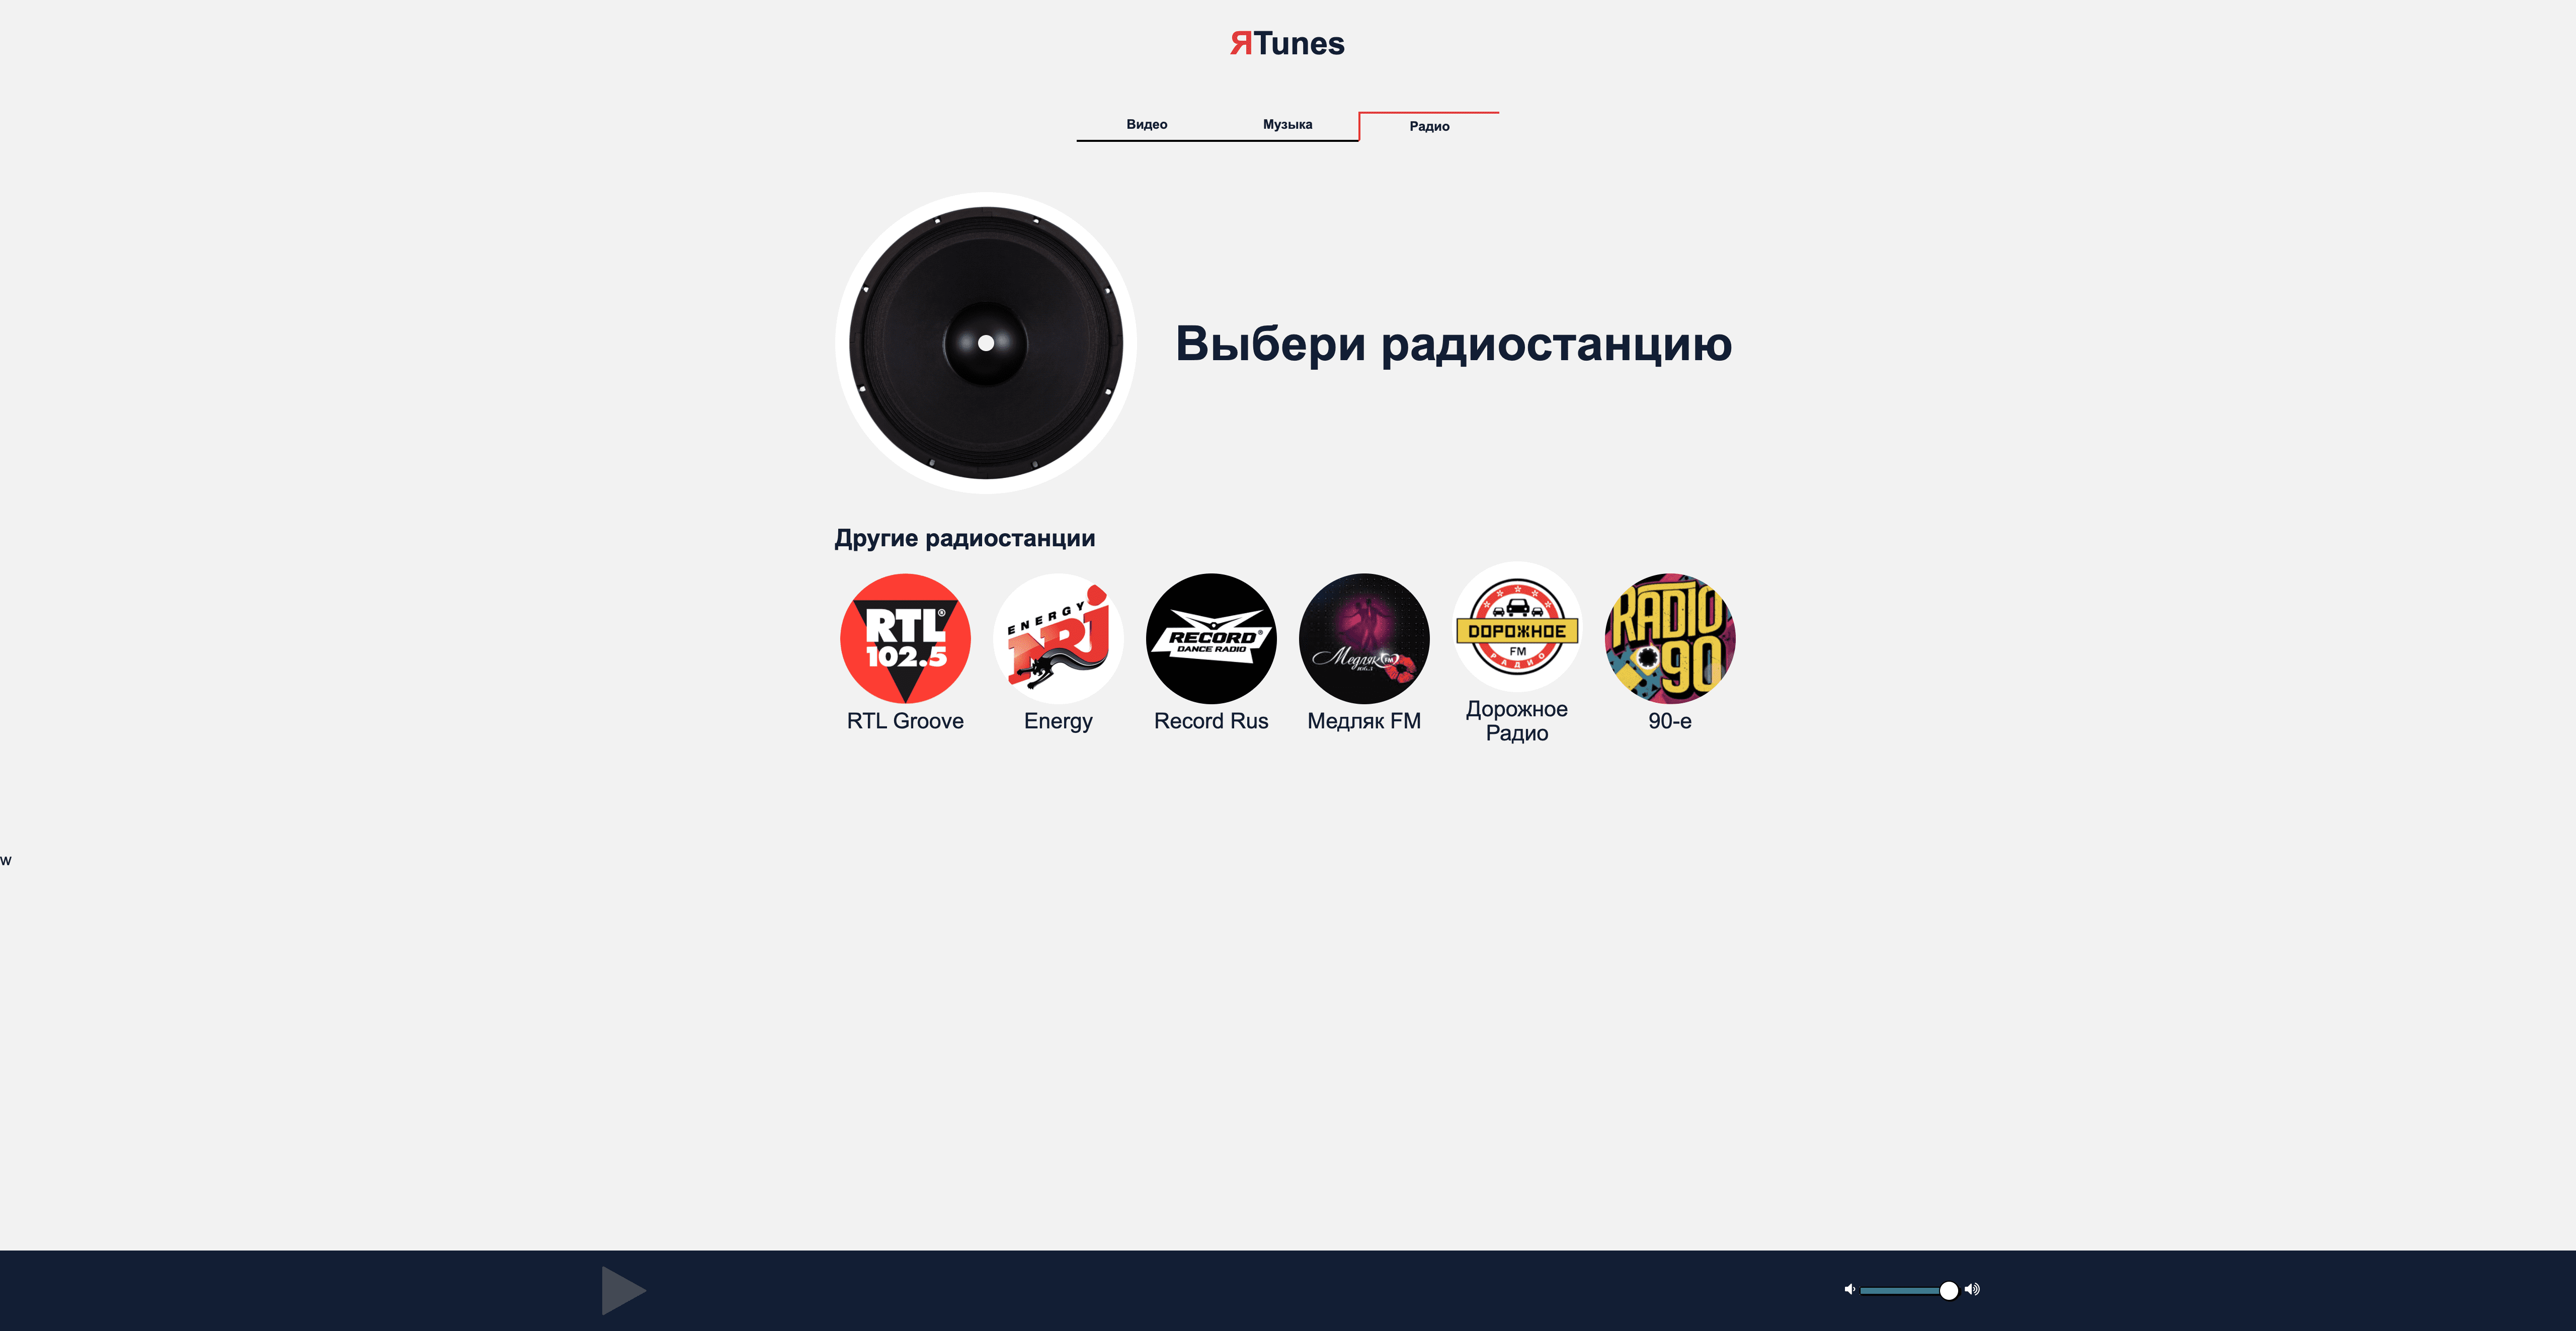 ЯTunes
Видео
Музыка
Радио
Выбери радиостанцию
Другие радиостанции
RTL®
102.5
ENERGY
NRJ
RECORD®
DANCE RADIO
Медляк FM
ДОРОЖНОЕ
FM
РАДИО
RADIO
90
RTL Groove
Energy
Record Rus
Медляк FM
Дорожное
Радио
90-е
w